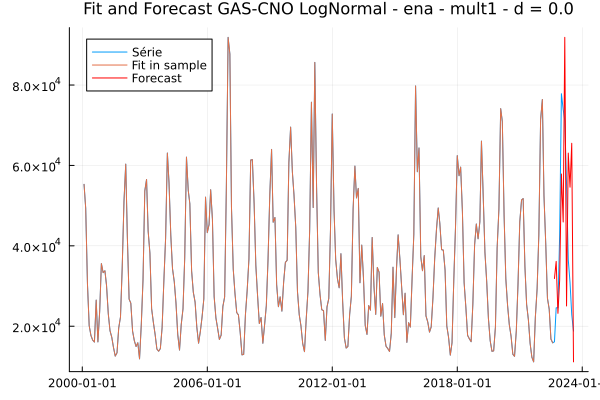 Fit and Forecast GAS-CNO LogNormal - ena - mult1 - d = 0.0
Série
Fit in sample
Forecast
8.0×10⁴
6.0×10⁴
4.0×10⁴
2.0×10⁴
2000-01-01 2006-01-01 2012-01-01 2018-01-01 2024-01-